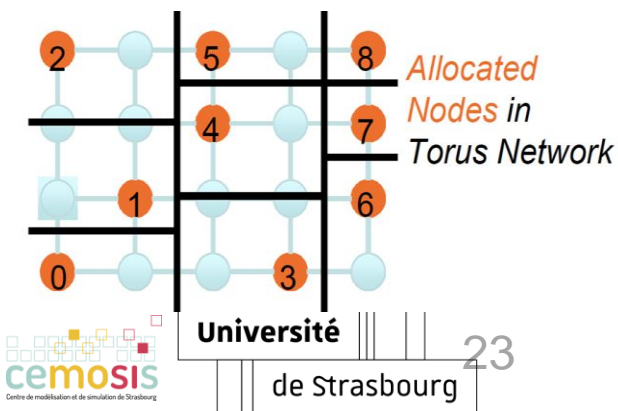 2 5 8
4 7
1 6
0 3
Allocated
Nodes in
Torus Network
cemosis
Centre de modélisation et de simulation de Strasbourg
Université
de Strasbourg
23